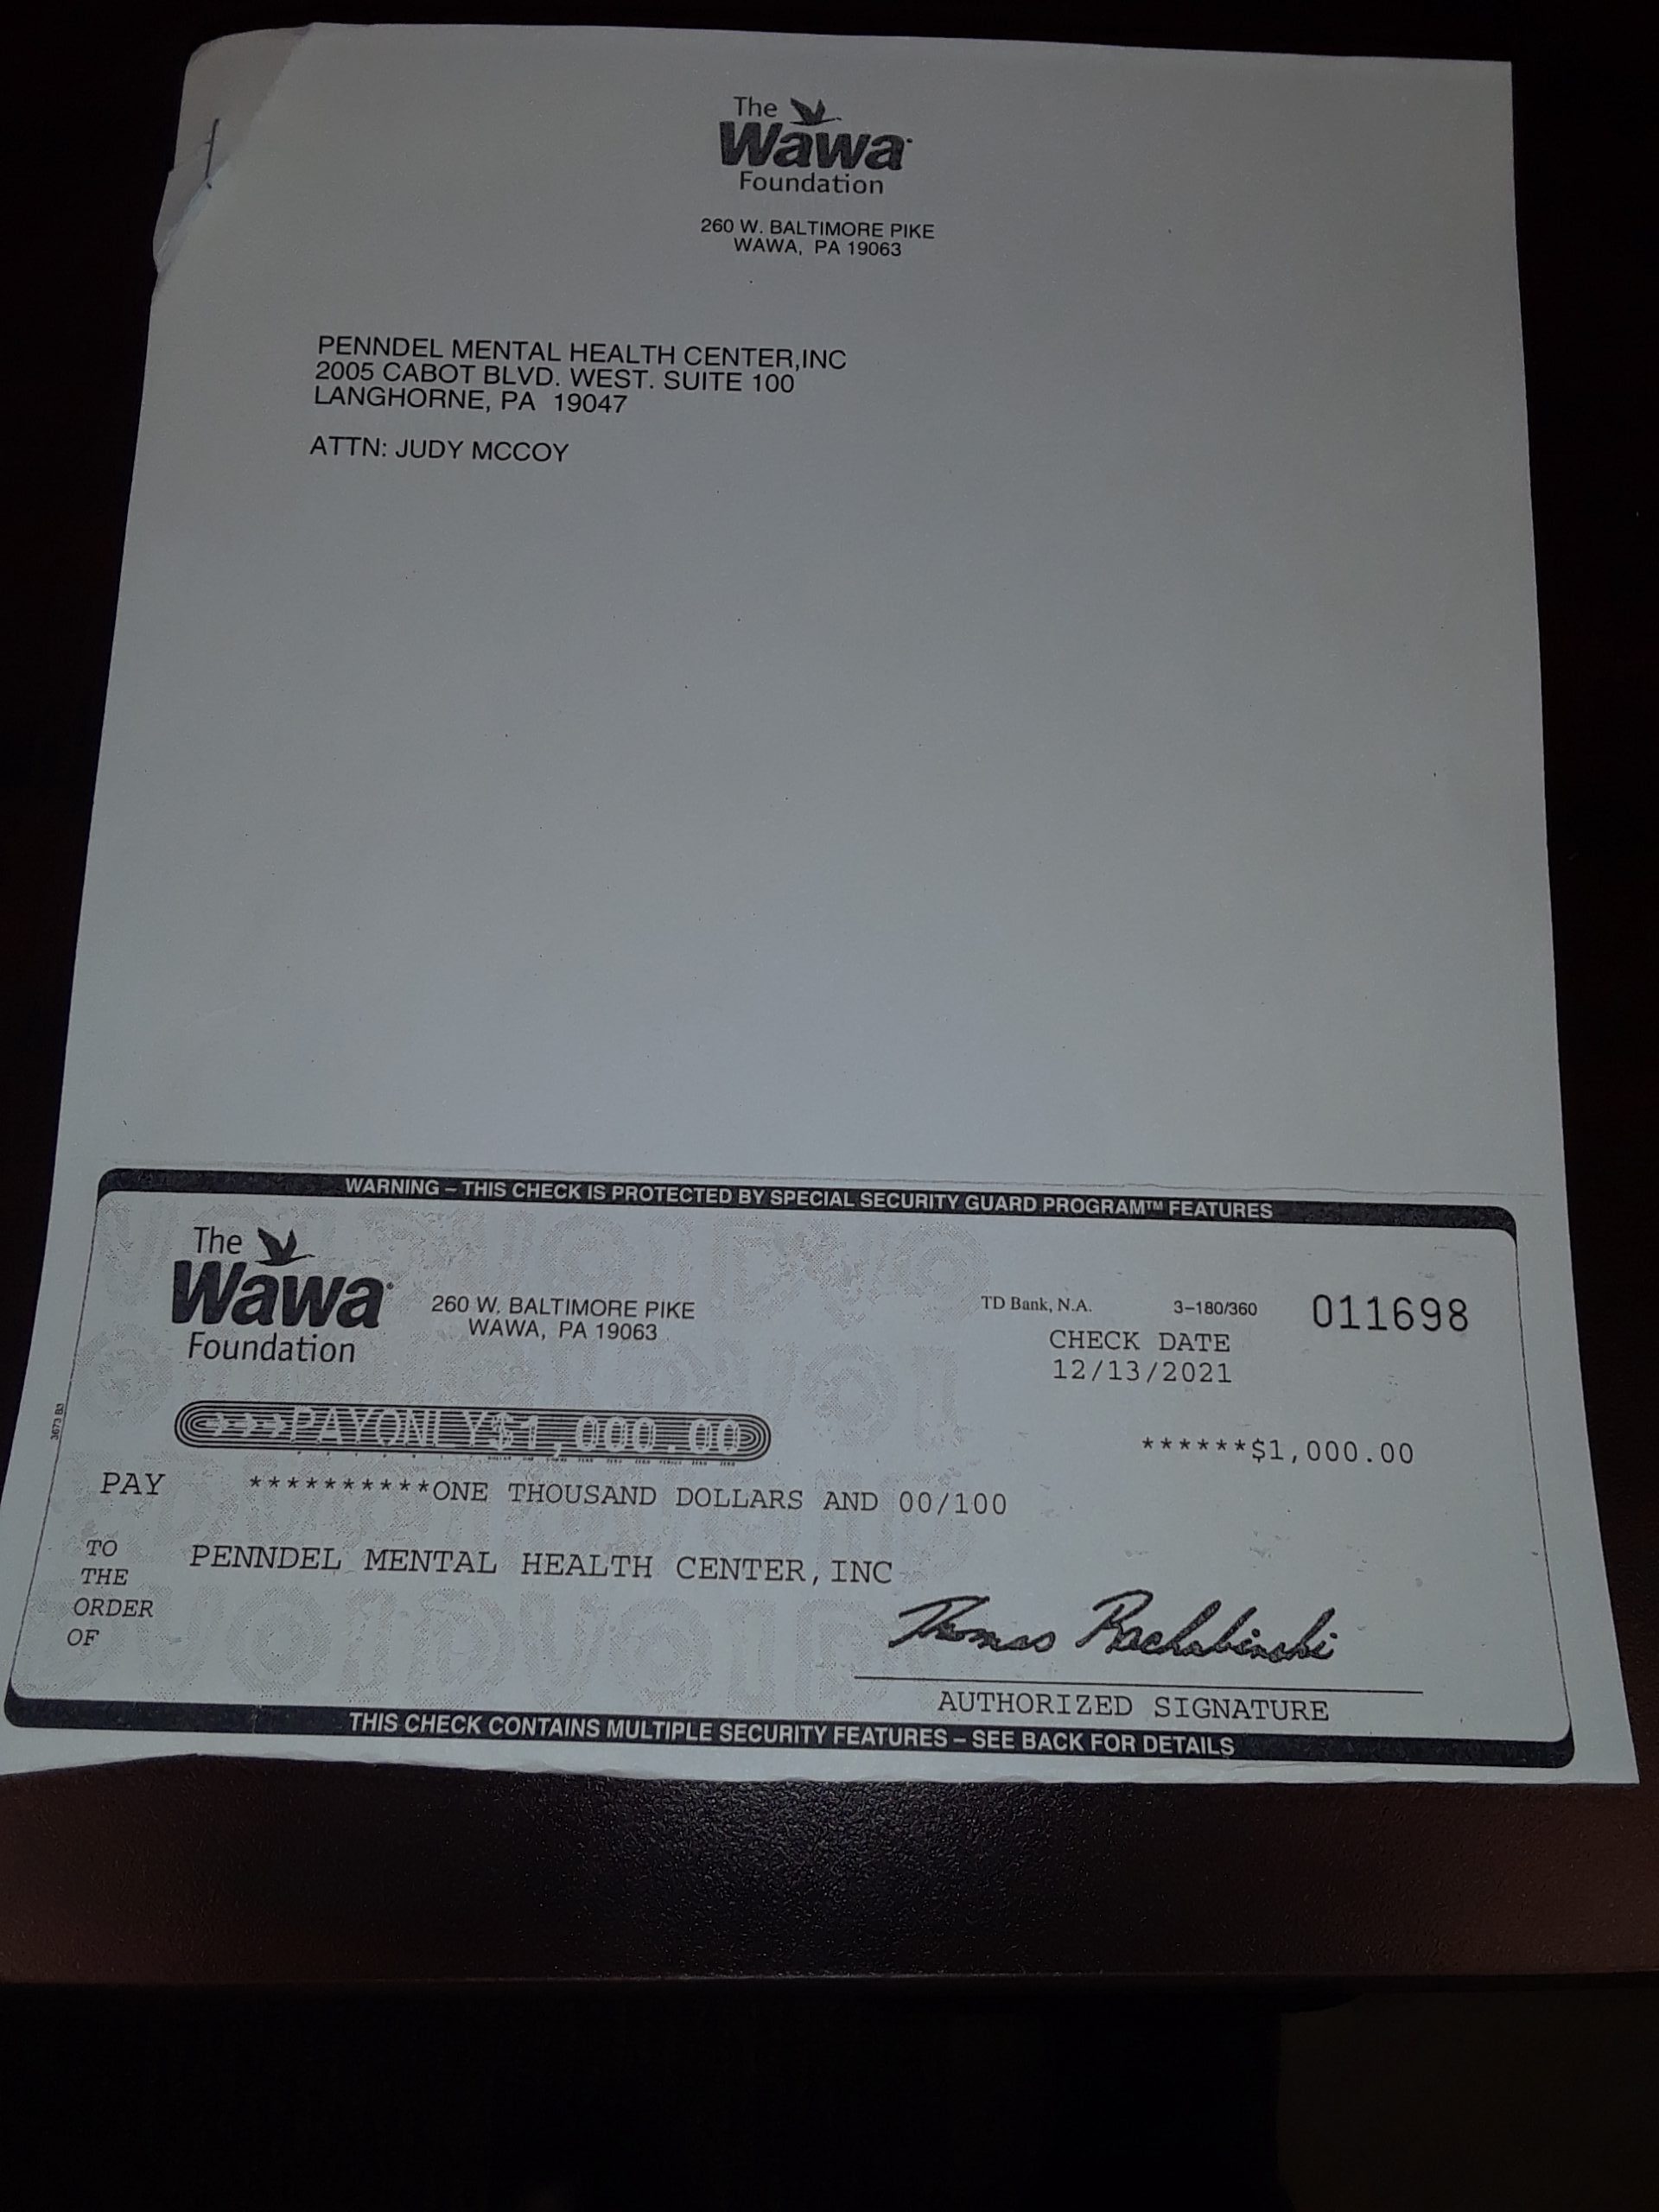 The
Wawa
Foundation
260 W. BALTIMORE PIKE
WAWA, PA 19063
PENNDEL MENTAL HEALTH CENTER,INC
2005 CABOT BLVD. WEST. SUITE 100
LANGHORNE, PA 19047
ATTN: JUDY MCCOY
WARNING – THIS CHECK IS PROTECTED BY SPECIAL SECURITY GUARD PROGRAM™ FEATURES
The
Wawa
Foundation
260 W. BALTIMORE PIKE
WAWA, PA 19063
TD Bank, N.A. 3–180/360 011698
CHECK DATE
12/13/2021
>>>PAYONLY$1,000.00
******$1,000.00
PAY **********ONE THOUSAND DOLLARS AND 00/100
TO
THE
ORDER
OF
PENNDEL MENTAL HEALTH CENTER,INC
Thomas
AUTHORIZED SIGNATURE
THIS CHECK CONTAINS MULTIPLE SECURITY FEATURES – SEE BACK FOR DETAILS